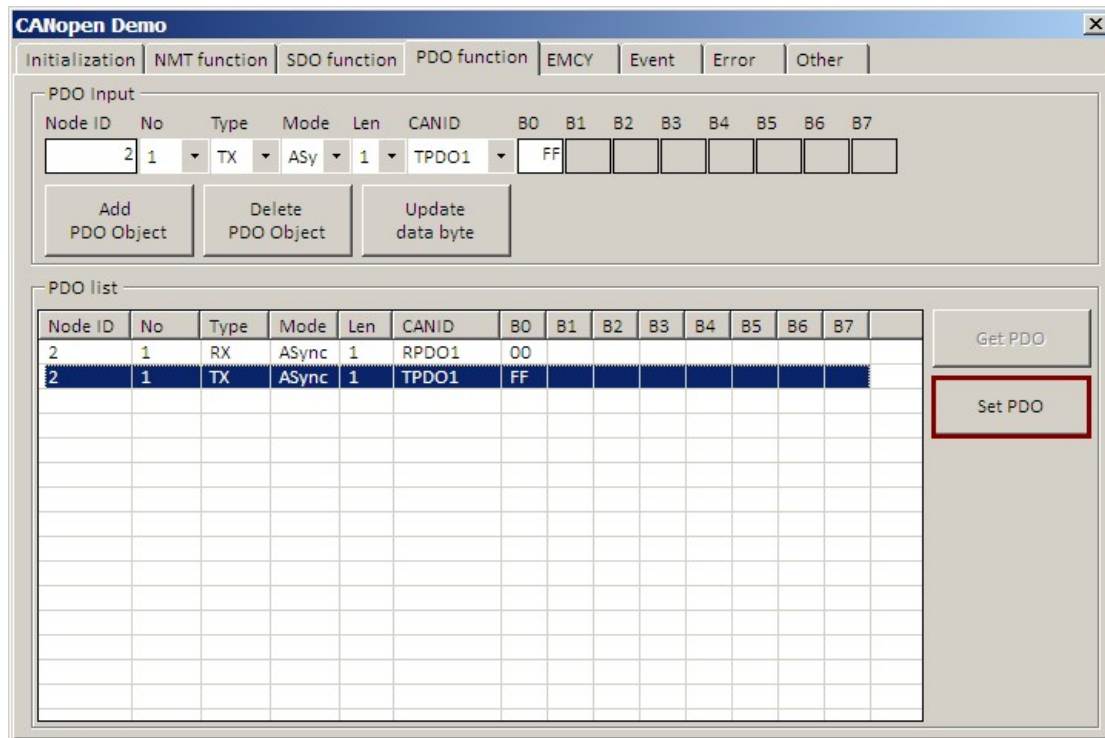 CANopen Demo
Initialization NMT function SDO function PDO function EMCY Event Error Other
PDO Input
Node ID No Type Mode Len CANID B0 B1 B2 B3 B4 B5 B6 B7
2 1 TX ASy 1 TPDO1 FF
Add PDO Object Delete PDO Object Update data byte
PDO list
Node ID No Type Mode Len CANID B0 B1 B2 B3 B4 B5 B6 B7
Get PDO
2 1 RX ASync 1 RPDO1 00
2 1 TX ASync 1 TPDO1 FF
Set PDO